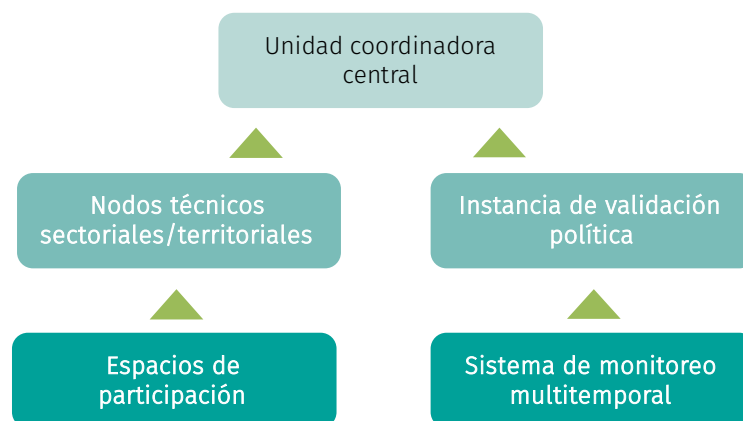 Unidad coordinadora
central
Nodos técnicos
sectoriales/territoriales
Instancia de validación
política
Espacios de
participación
Sistema de monitoreo
multitemporal